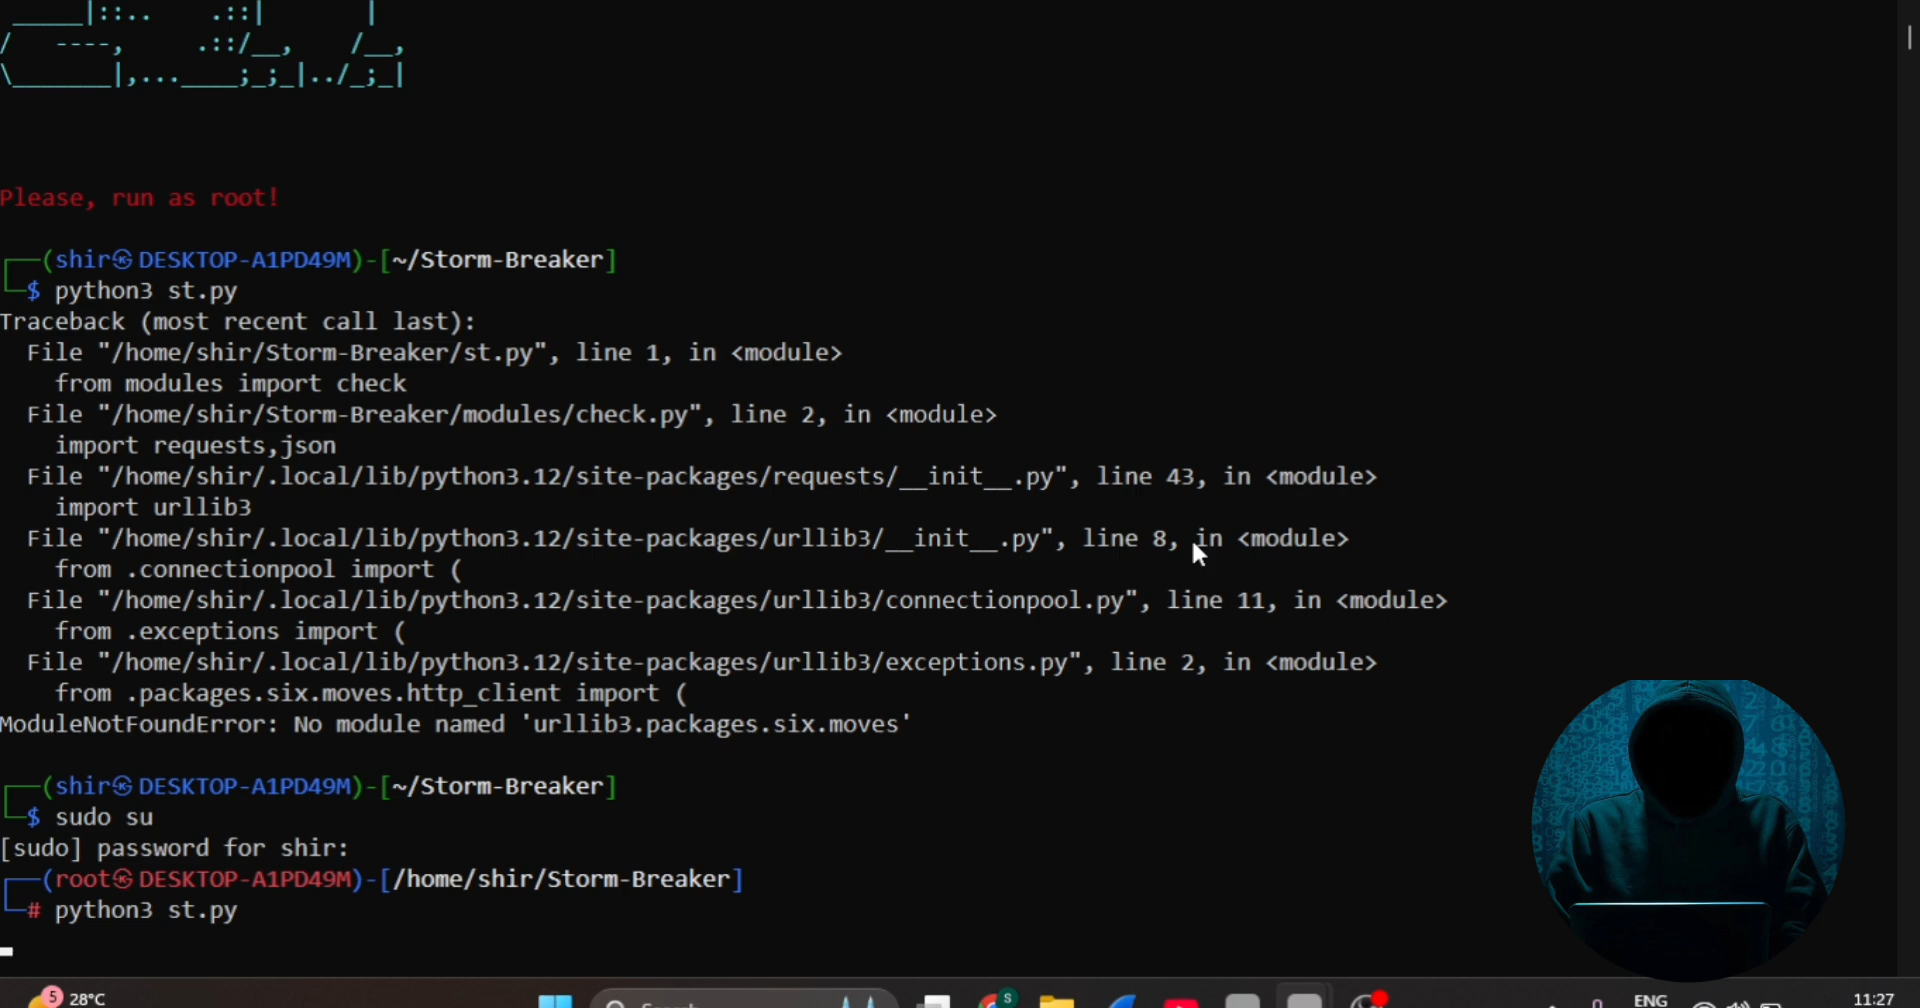 _____|::..    .::|       |
/   ----,     .::/__,    /__,
\_______|,...____;_;_|../_;_|
Please, run as root!
┌──(shir㉿DESKTOP-A1PD49M)-[~/Storm-Breaker]
└─$ python3 st.py
Traceback (most recent call last):
  File "/home/shir/Storm-Breaker/st.py", line 1, in <module>
    from modules import check
  File "/home/shir/Storm-Breaker/modules/check.py", line 2, in <module>
    import requests,json
  File "/home/shir/.local/lib/python3.12/site-packages/requests/__init__.py", line 43, in <module>
    import urllib3
  File "/home/shir/.local/lib/python3.12/site-packages/urllib3/__init__.py", line 8, in <module>
    from .connectionpool import (
  File "/home/shir/.local/lib/python3.12/site-packages/urllib3/connectionpool.py", line 11, in <module>
    from .exceptions import (
  File "/home/shir/.local/lib/python3.12/site-packages/urllib3/exceptions.py", line 2, in <module>
    from .packages.six.moves.http_client import (
ModuleNotFoundError: No module named 'urllib3.packages.six.moves'
┌──(shir㉿DESKTOP-A1PD49M)-[~/Storm-Breaker]
└─$ sudo su
[sudo] password for shir:
┌──(root㉿DESKTOP-A1PD49M)-[/home/shir/Storm-Breaker]
└─# python3 st.py
5 28°C Search S ENG 11:27